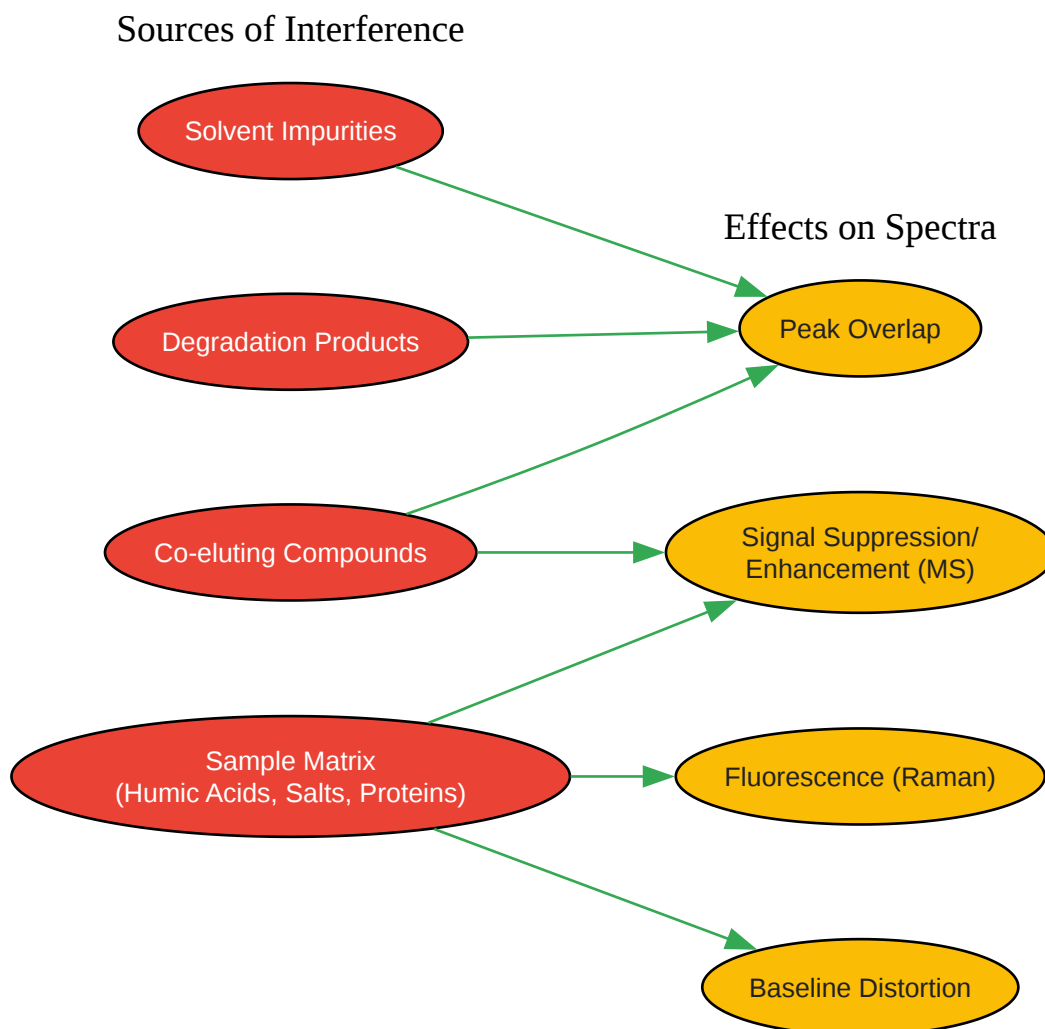 Sources of Interference
Solvent Impurities
Effects on Spectra
Degradation Products
Peak Overlap
Co-eluting Compounds
Signal Suppression/
Enhancement (MS)
Sample Matrix
(Humic Acids, Salts, Proteins)
Fluorescence (Raman)
Baseline Distortion